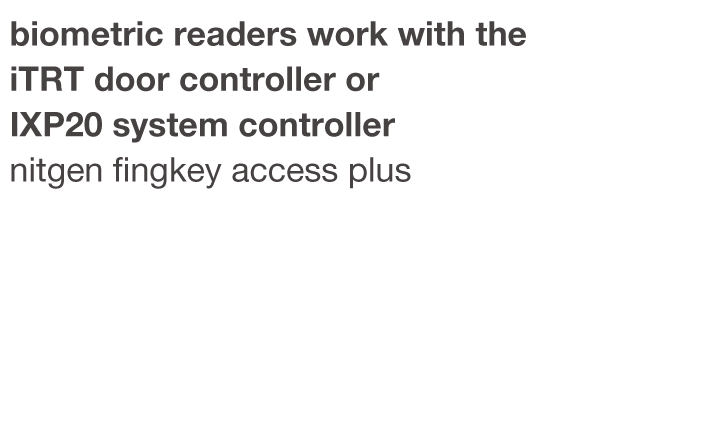 biometric readers work with the
iTRT door controller or
IXP20 system controller
nitgen fingkey access plus